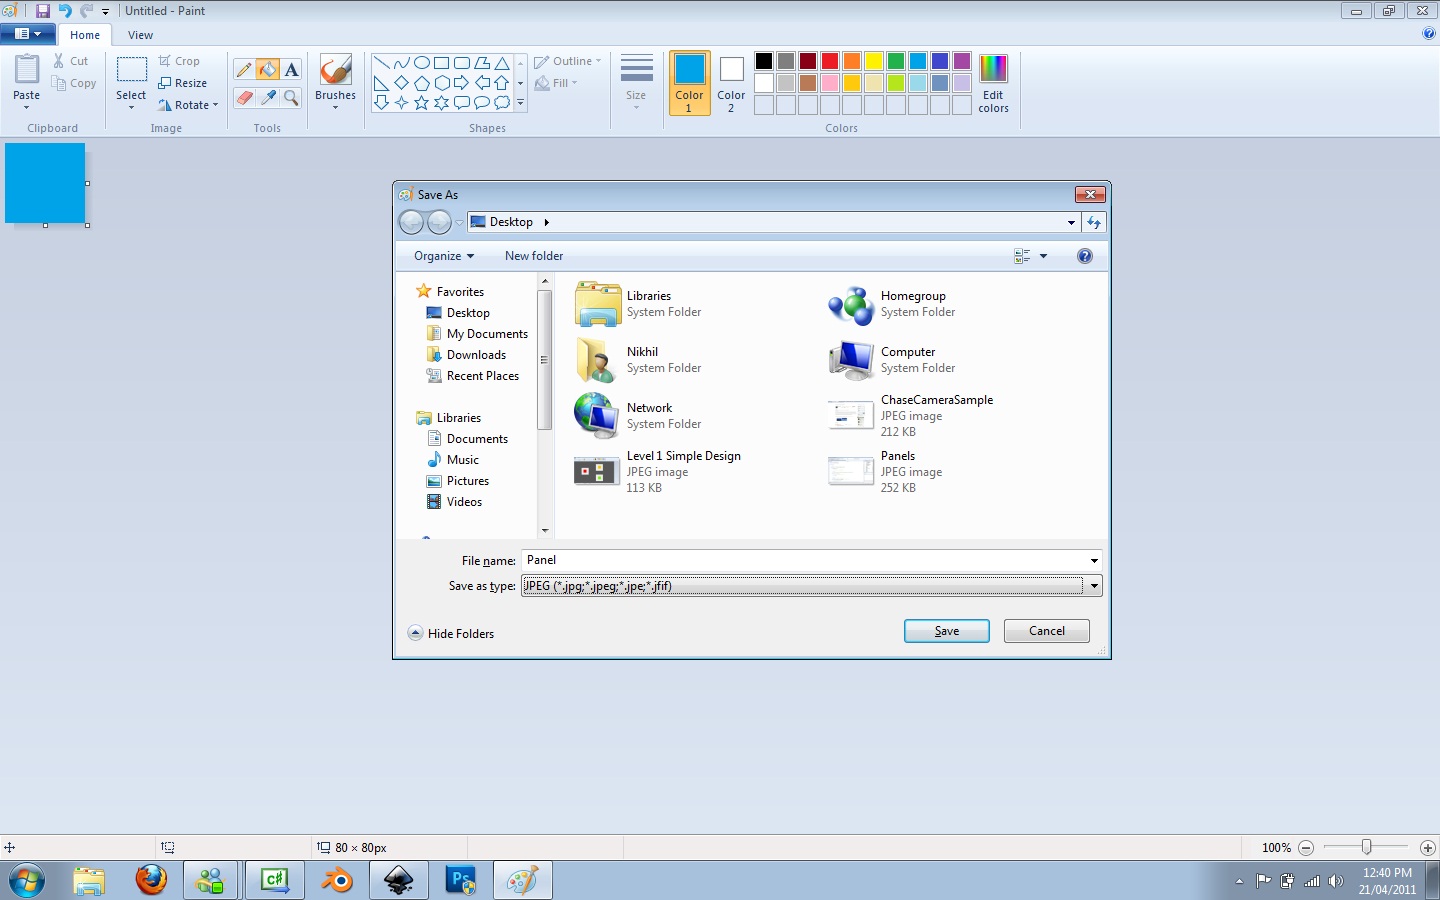 Untitled - Paint
Home View
Paste
Cut
Copy
Clipboard
Select
Crop
Resize
Rotate
Image
A
Tools
Brushes
Shapes
Outline
Fill
Size
Color
1
Color
2
Edit
colors
Colors
Save As
Desktop
Organize New folder
Favorites
Desktop
My Documents
Downloads
Recent Places
Libraries
Documents
Music
Pictures
Videos
Libraries
System Folder
Homegroup
System Folder
Nikhil
System Folder
Computer
System Folder
Network
System Folder
ChaseCameraSample
JPEG image
212 KB
Level 1 Simple Design
JPEG image
113 KB
Panels
JPEG image
252 KB
File name: Panel
Save as type: JPEG (*.jpg;*.jpeg;*.jpe;*.jfif)
Hide Folders
Save Cancel
80 × 80px
100%
C#
Ps
12:40 PM
21/04/2011